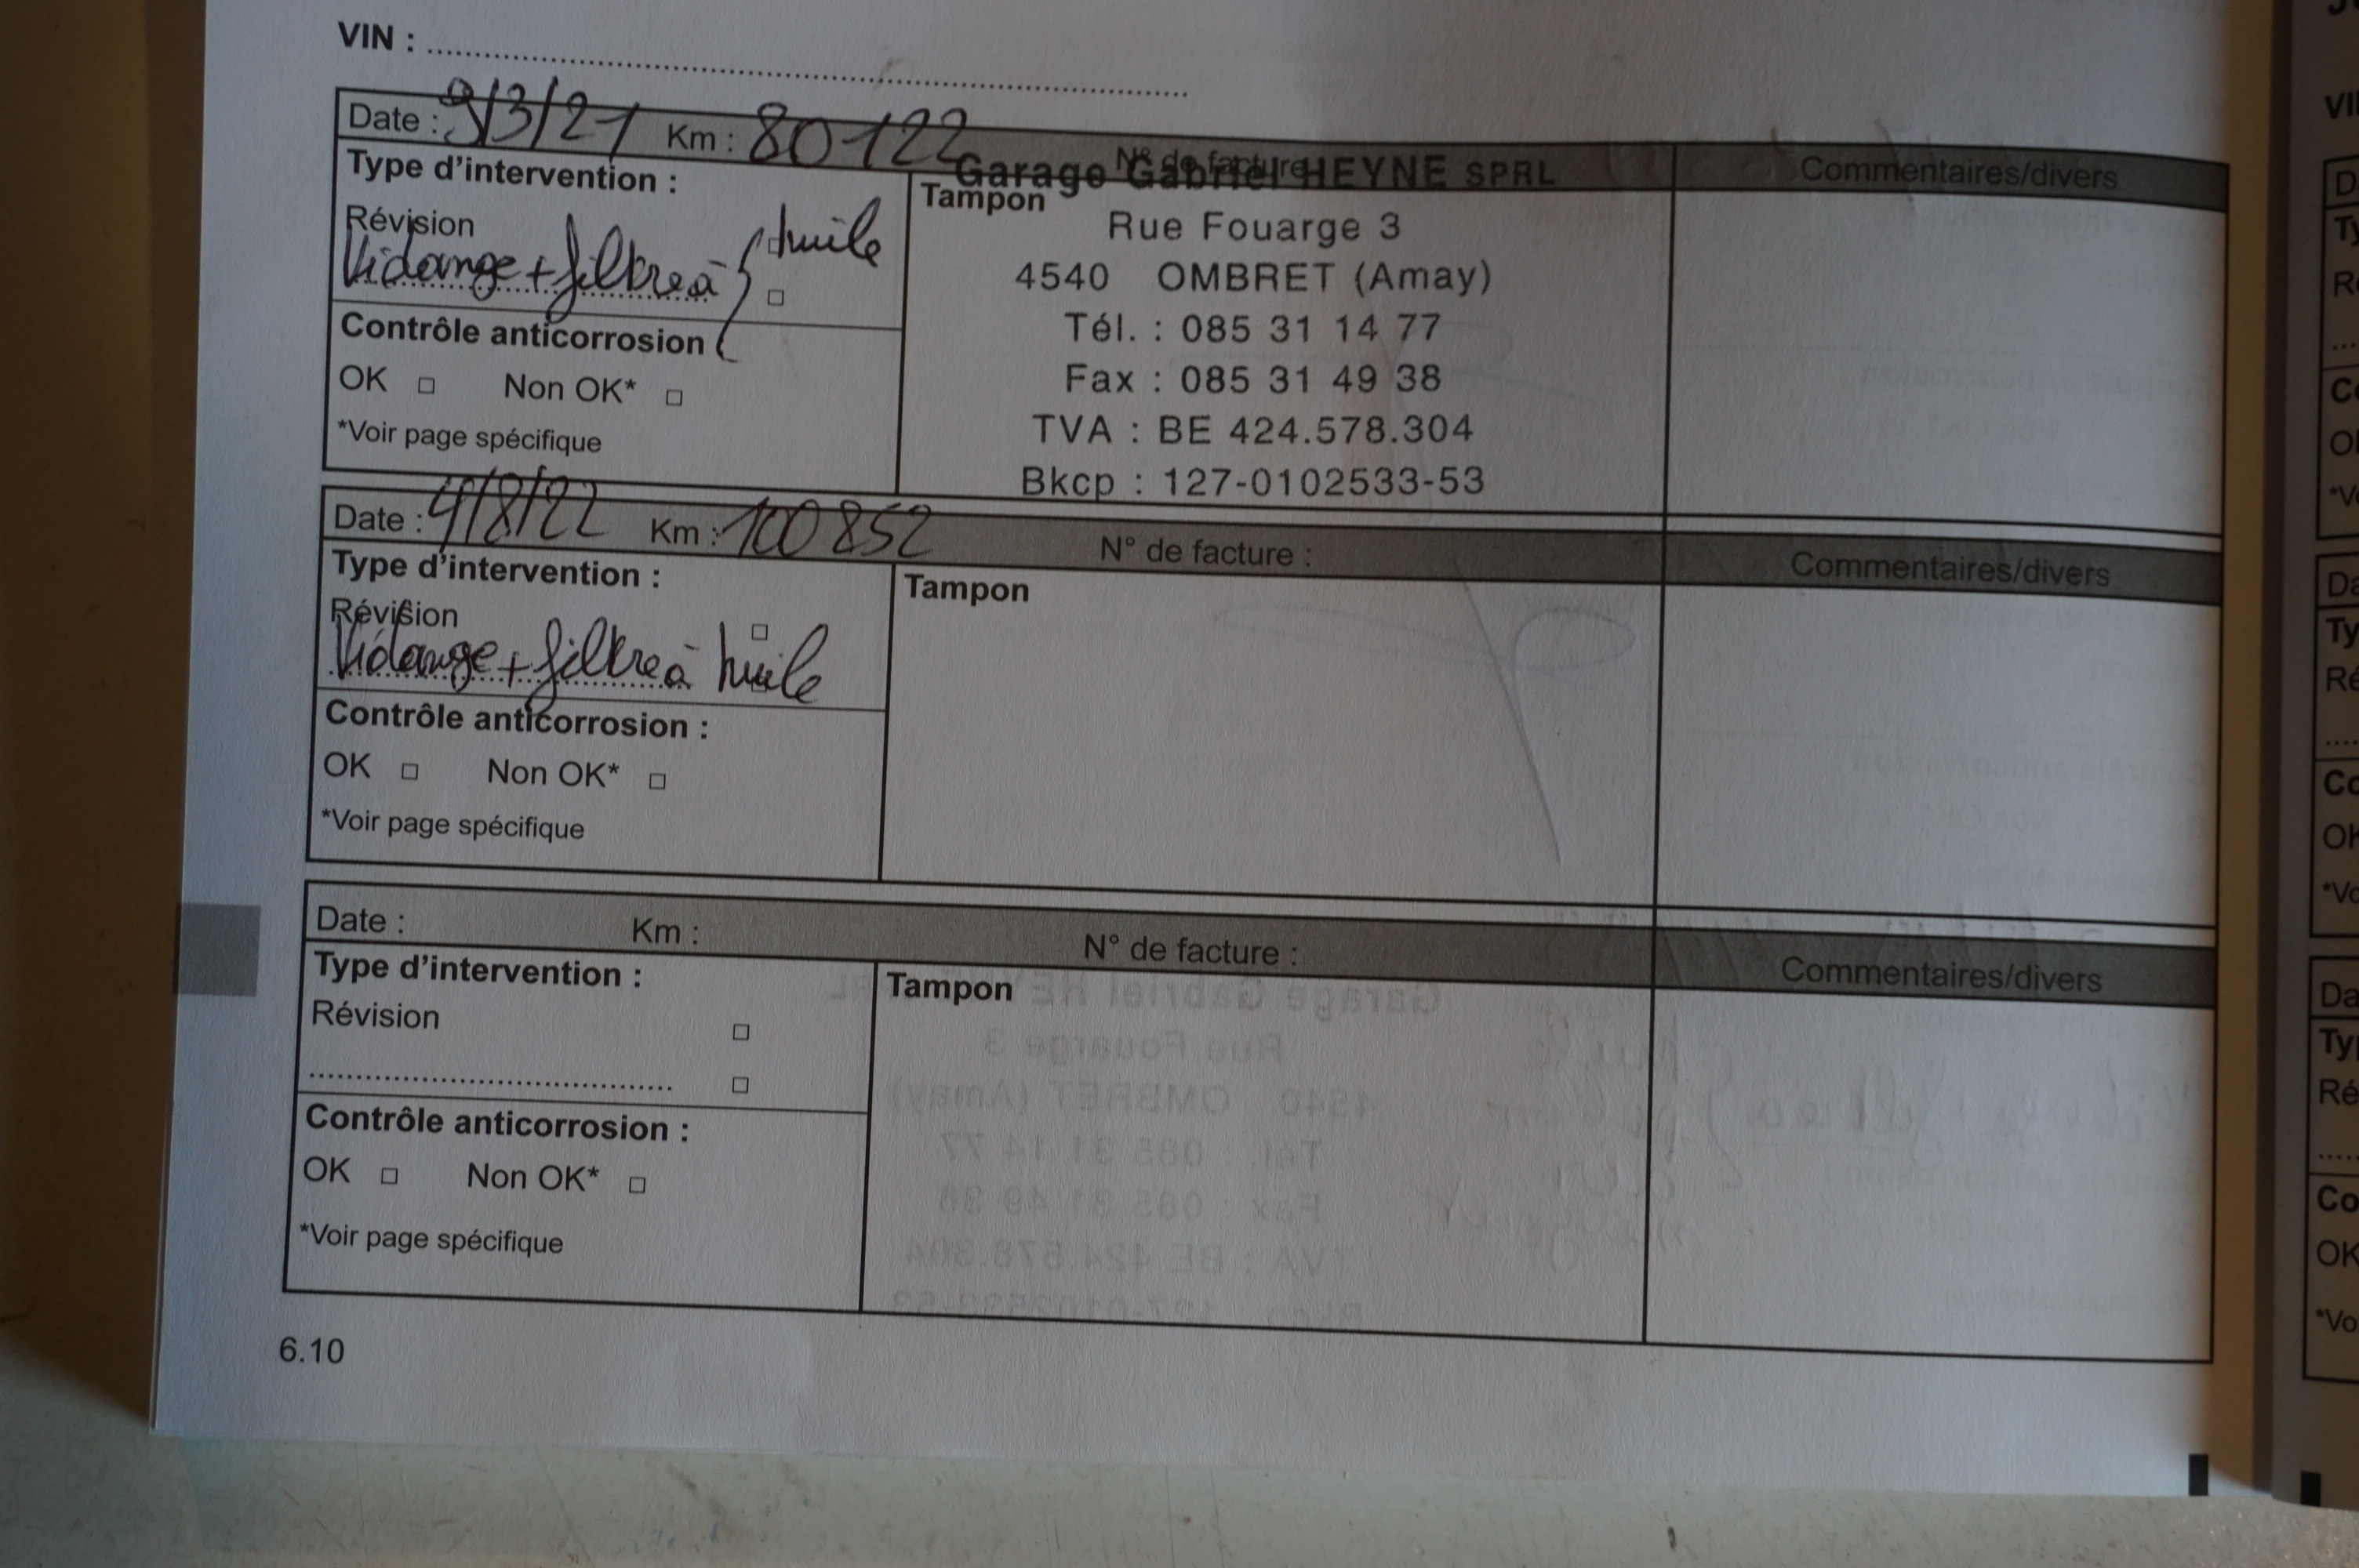 VIN : ........................................................
Date : 9/3/21 Km : 80122 N° de facture Commentaires/divers
Garage Gabriel HEYNE SPRL
Type d'intervention : Tampon
Rue Fouarge 3
Révision
Vidange + filtre à huile
4540 OMBRET (Amay)
Tél. : 085 31 14 77
Contrôle anticorrosion
Fax : 085 31 49 38
OK □ Non OK* □
TVA : BE 424.578.304
*Voir page spécifique
Bkcp : 127-0102533-53
Date : 4/8/22 Km : 100852 N° de facture : Commentaires/divers
Type d'intervention : Tampon
Révision □
Vidange + filtre à huile
Contrôle anticorrosion :
OK □ Non OK* □
*Voir page spécifique
Date : Km : N° de facture : Commentaires/divers
Type d'intervention : Tampon
Révision □
........................................ □
Contrôle anticorrosion :
OK □ Non OK* □
*Voir page spécifique
6.10